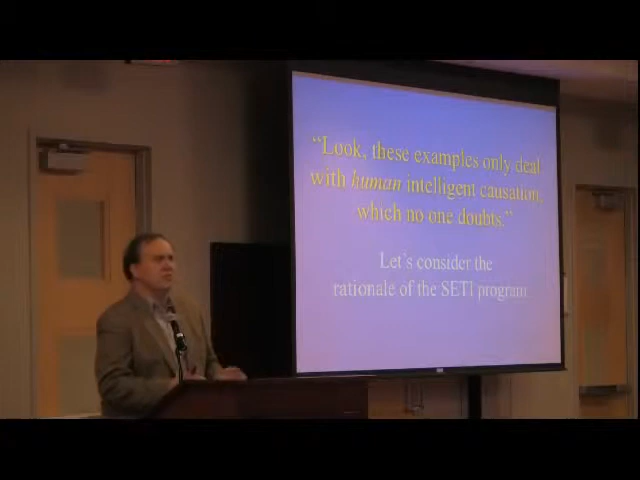 “Look, these examples only deal
with human intelligent causation,
which no one doubts.”
Let's consider the
rationale of the SETI program.